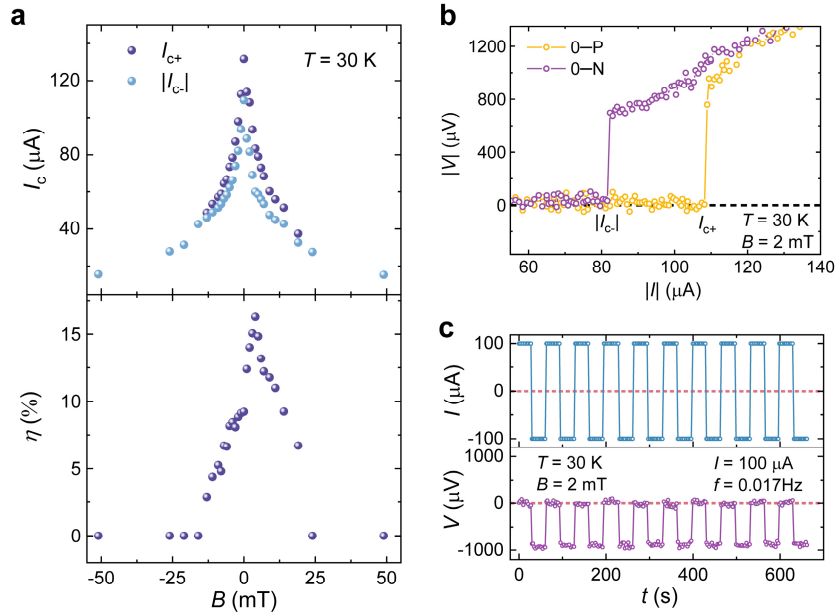 a
I_c+
|I_c-|
T = 30 K
I_c (μA)
120
80
40
η (%)
15
10
5
0
-50
-25
0
25
50
B (mT)
b
0–P
0–N
|V| (μV)
1200
800
400
0
|I_c-|
I_c+
T = 30 K
B = 2 mT
60
80
100
120
140
|I| (μA)
c
I (μA)
100
0
-100
V (μV)
1000
0
-1000
T = 30 K
B = 2 mT
I = 100 μA
f = 0.017Hz
0
200
400
600
t (s)